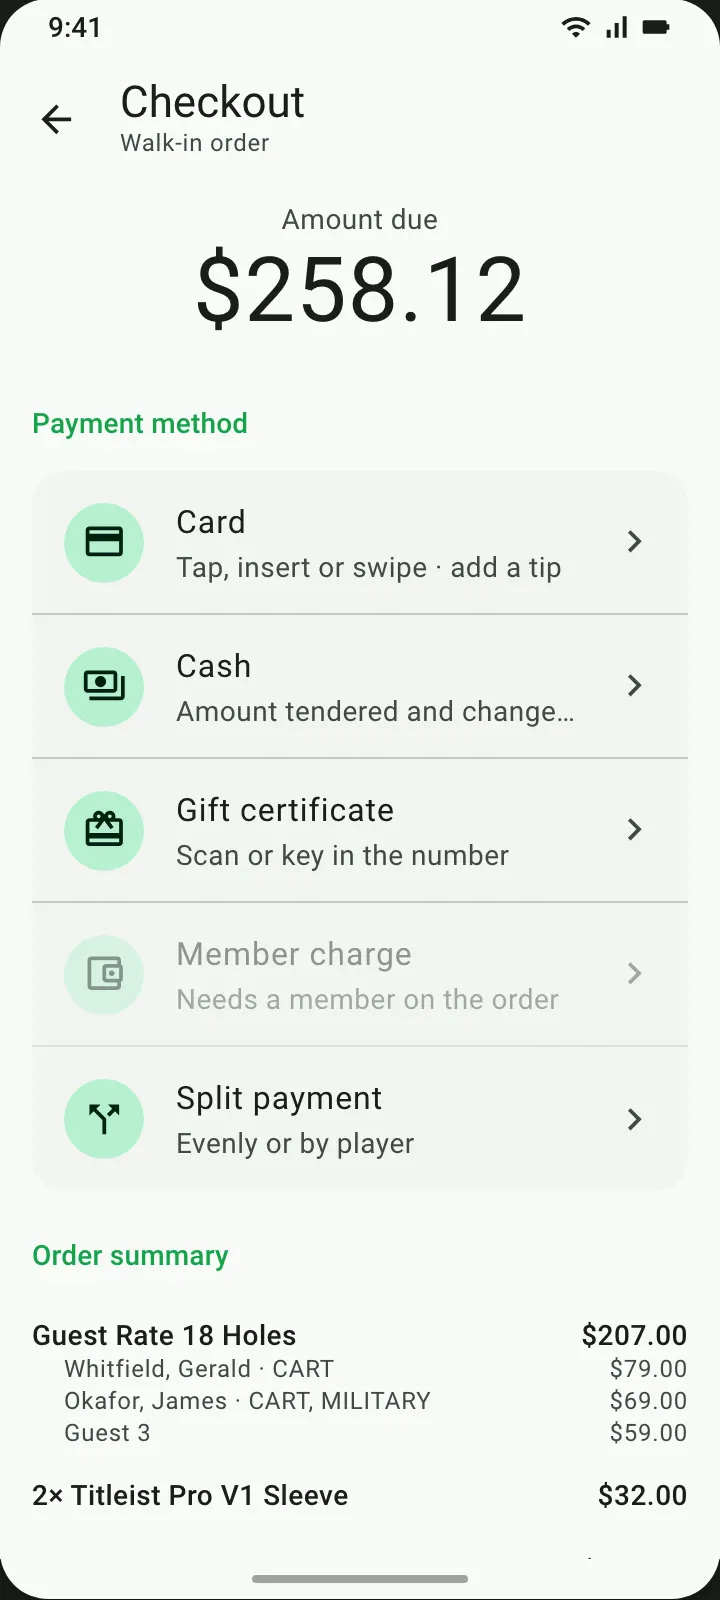 9:41
Checkout
Walk-in order
Amount due
$258.12
Payment method
Card
Tap, insert or swipe · add a tip
Cash
Amount tendered and change…
Gift certificate
Scan or key in the number
Member charge
Needs a member on the order
Split payment
Evenly or by player
Order summary
Guest Rate 18 Holes $207.00
Whitfield, Gerald · CART $79.00
Okafor, James · CART, MILITARY $69.00
Guest 3 $59.00
2× Titleist Pro V1 Sleeve $32.00